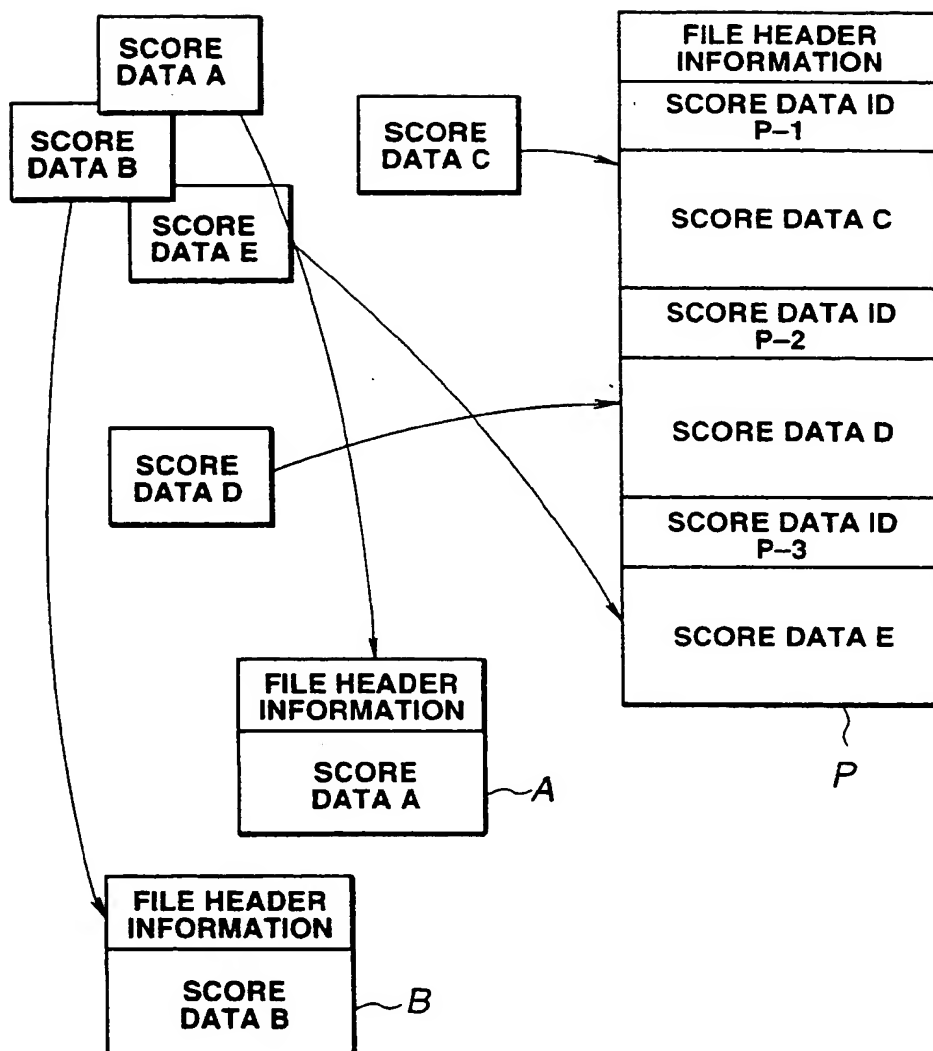 SCORE
DATA A
SCORE
DATA B
SCORE
DATA E
SCORE
DATA C
SCORE
DATA D
FILE HEADER
INFORMATION
SCORE DATA ID
P-1
SCORE DATA C
SCORE DATA ID
P-2
SCORE DATA D
SCORE DATA ID
P-3
SCORE DATA E
P
FILE HEADER
INFORMATION
SCORE
DATA A
A
FILE HEADER
INFORMATION
SCORE
DATA B
B